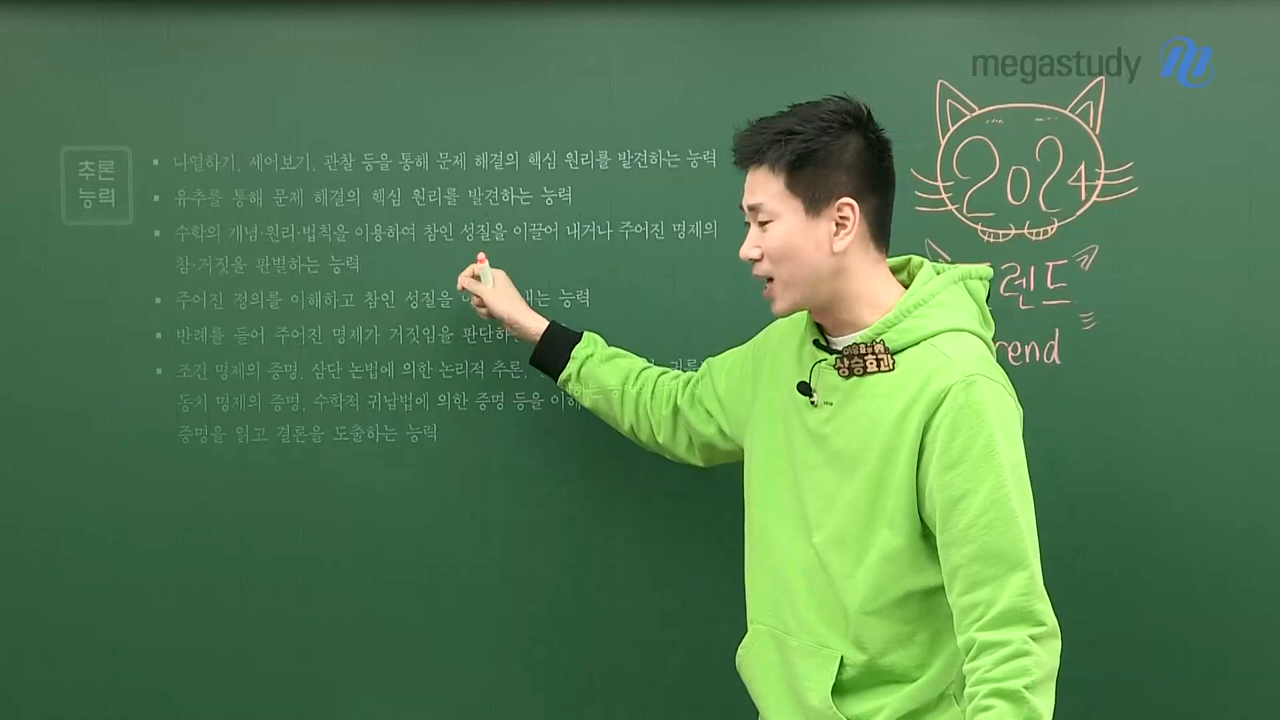 megastudy
추론
능력
▪ 나열하기, 세어보기, 관찰 등을 통해 문제 해결의 핵심 원리를 발견하는 능력
▪ 유추를 통해 문제 해결의 핵심 원리를 발견하는 능력
▪ 수학의 개념·원리·법칙을 이용하여 참인 성질을 이끌어 내거나 주어진 명제의
참·거짓을 판별하는 능력
▪ 주어진 정의를 이해하고 참인 성질을 내는 능력
▪ 반례를 들어 주어진 명제가 거짓임을 판단하
▪ 조건 명제의 증명, 삼단 논법에 의한 논리적 추론,
동치 명제의 증명, 수학적 귀납법에 의한 증명 등을 이해
증명을 읽고 결론을 도출하는 능력
2024
렌드
rend
상승효과